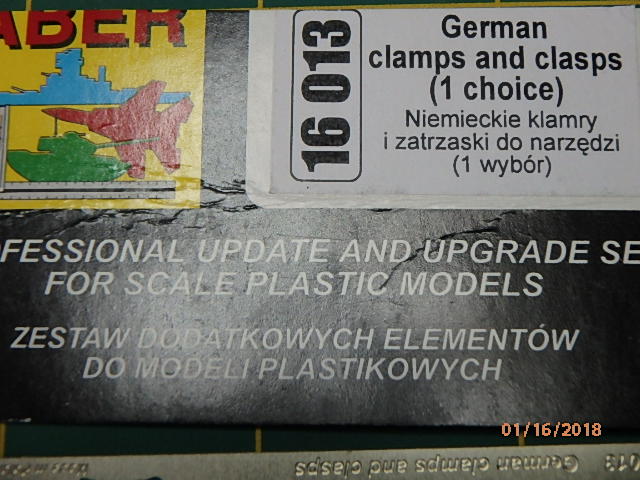 ABER
16 013
German
clamps and clasps
(1 choice)
Niemieckie klamry
i zatrzaski do narzędzi
(1 wybór)
OFESSIONAL UPDATE AND UPGRADE SE
FOR SCALE PLASTIC MODELS
ZESTAW DODATKOWYCH ELEMENTÓW
DO MODELI PLASTIKOWYCH
01/16/2018
013 German clamps and clasps